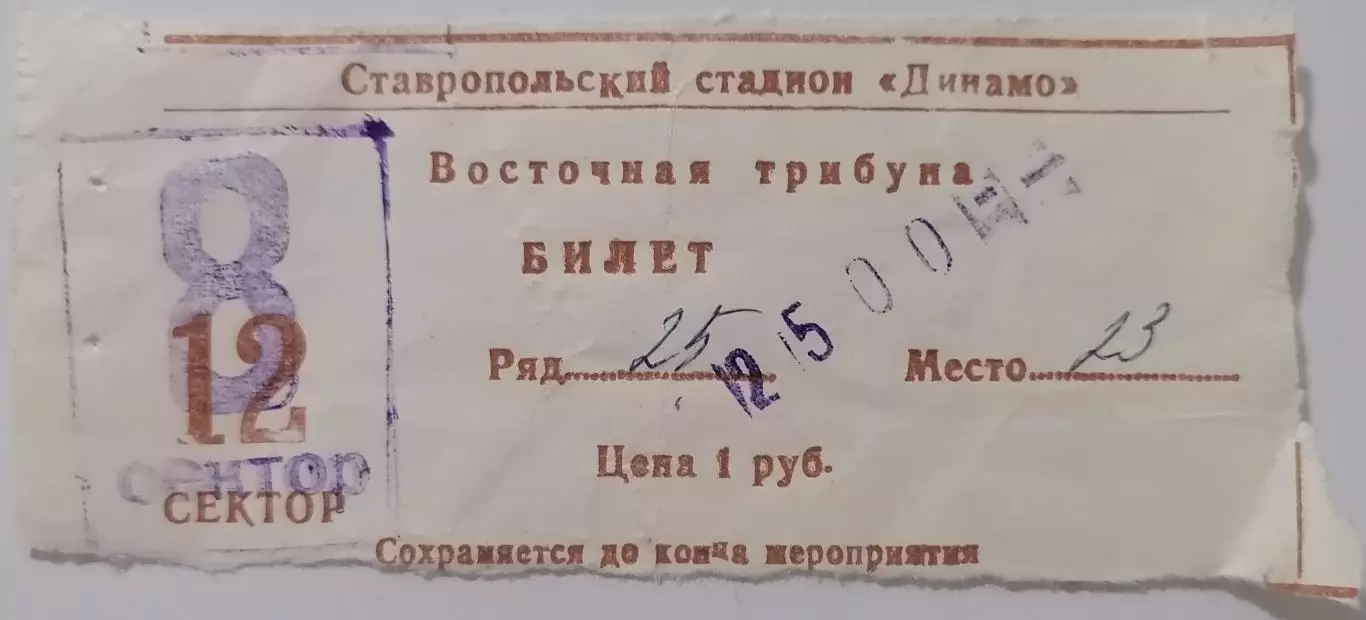 Ставропольский стадион «Динамо»
Восточная трибуна
БИЛЕТ
Ряд 25 Место 23
Цена 1 руб.
8
12
сектор
СЕКТОР
Сохраняется до конца мероприятия